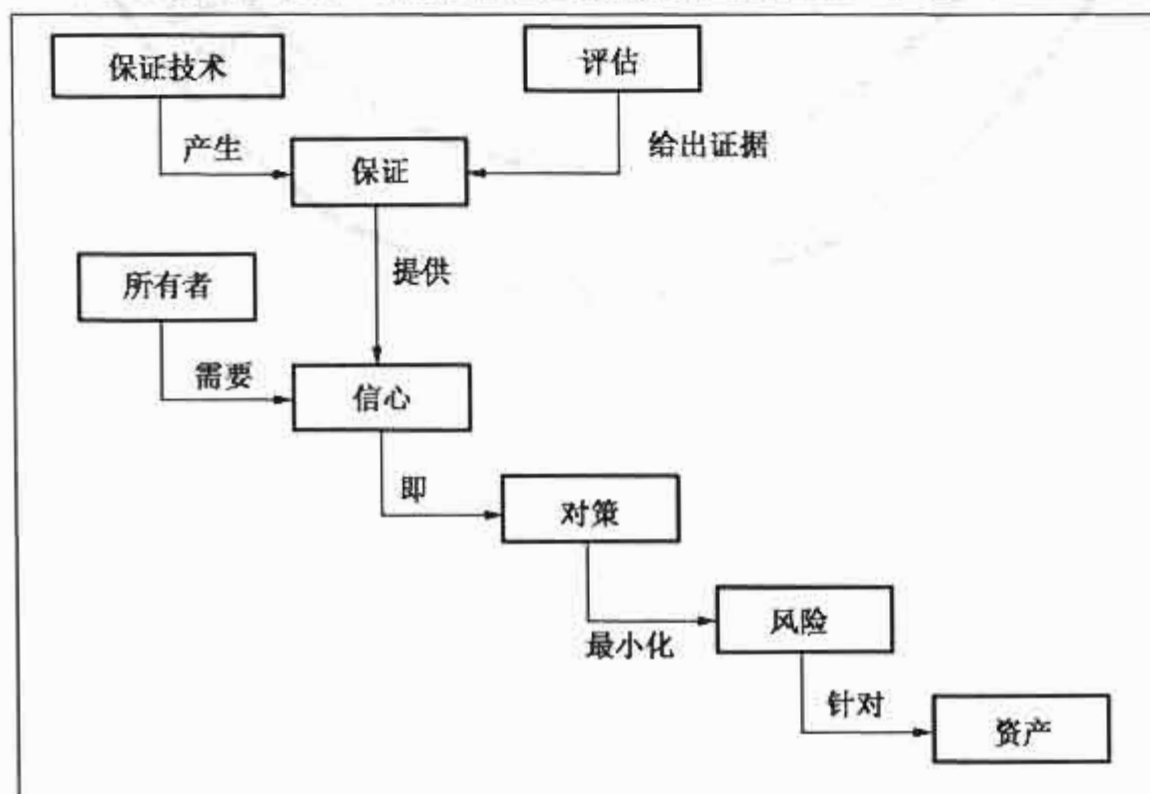 保证技术
评估
产生
保证
给出证据
提供
所有者
需要
信心
即
对策
最小化
风险
针对
资产